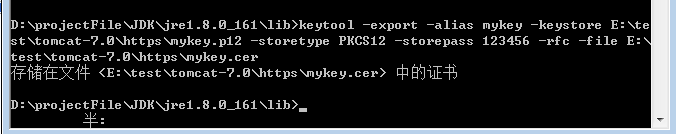 D:\projectFile\JDK\jre1.8.0_161\lib>keytool -export -alias mykey -keystore E:\te
st\tomcat-7.0\https\mykey.p12 -storetype PKCS12 -storepass 123456 -rfc -file E:\
test\tomcat-7.0\https\mykey.cer
存储在文件 <E:\test\tomcat-7.0\https\mykey.cer> 中的证书
D:\projectFile\JDK\jre1.8.0_161\lib>_
半: